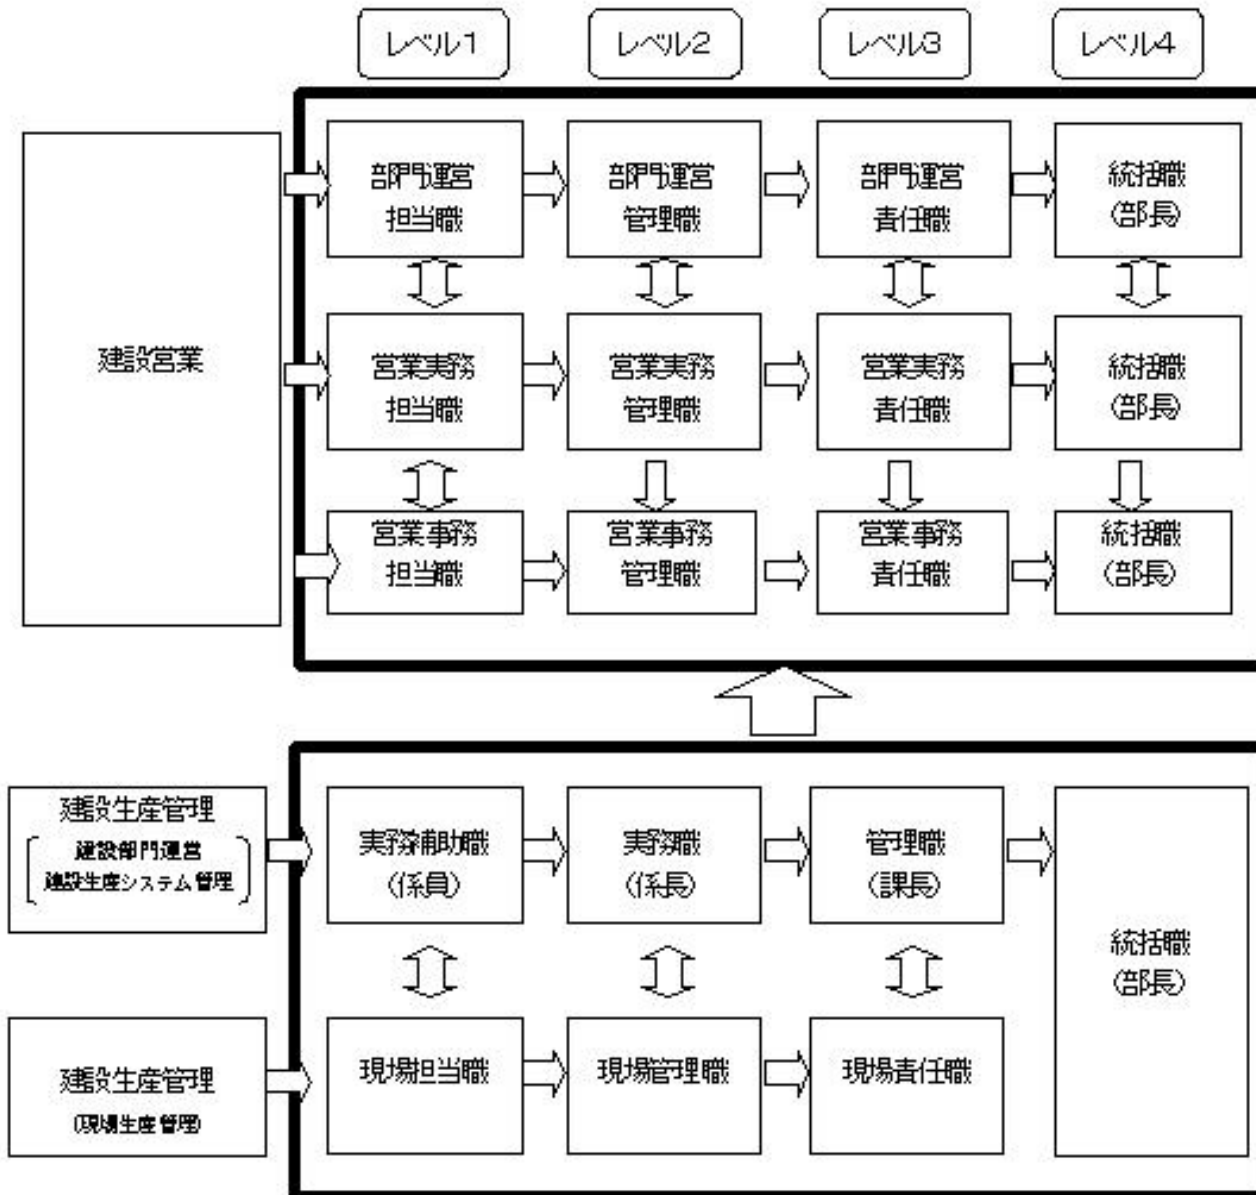 レベル1
レベル2
レベル3
レベル4
建設営業
部門運営
担当職
部門運営
管理職
部門運営
責任職
統括職
(部長)
営業実務
担当職
営業実務
管理職
営業実務
責任職
統括職
(部長)
営業事務
担当職
営業事務
管理職
営業事務
責任職
統括職
(部長)
建設生産管理
建設部門運営
建設生産システム管理
実務補助職
(係員)
実務職
(係長)
管理職
(課長)
統括職
(部長)
建設生産管理
(現場生産管理)
現場担当職
現場管理職
現場責任職